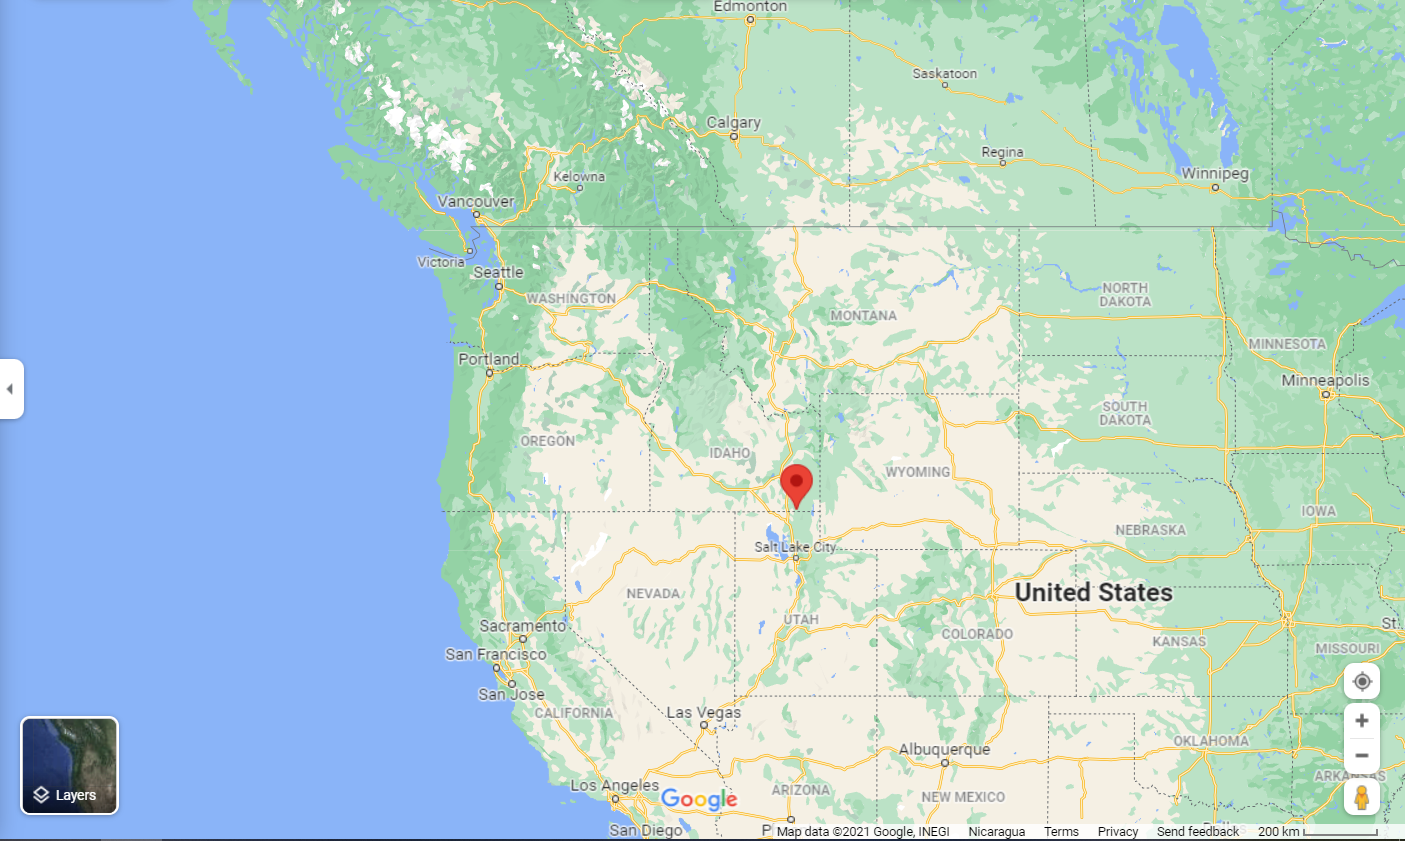 Edmonton
Saskatoon
Calgary
Regina
Kelowna
Winnipeg
Vancouver
Victoria
Seattle
WASHINGTON
NORTH
DAKOTA
MONTANA
MINNESOTA
Portland
Minneapolis
SOUTH
DAKOTA
OREGON
IDAHO
WYOMING
IOWA
NEBRASKA
Salt Lake City
United States
NEVADA
UTAH
Sacramento
COLORADO
St.
KANSAS
MISSOURI
San Francisco
San Jose
CALIFORNIA
Las Vegas
OKLAHOMA
Albuquerque
ARKANSAS
Los Angeles
Layers
Google
ARIZONA
NEW MEXICO
San Diego
P
Map data ©2021 Google, INEGI Nicaragua Terms Privacy Send feedback 200 km